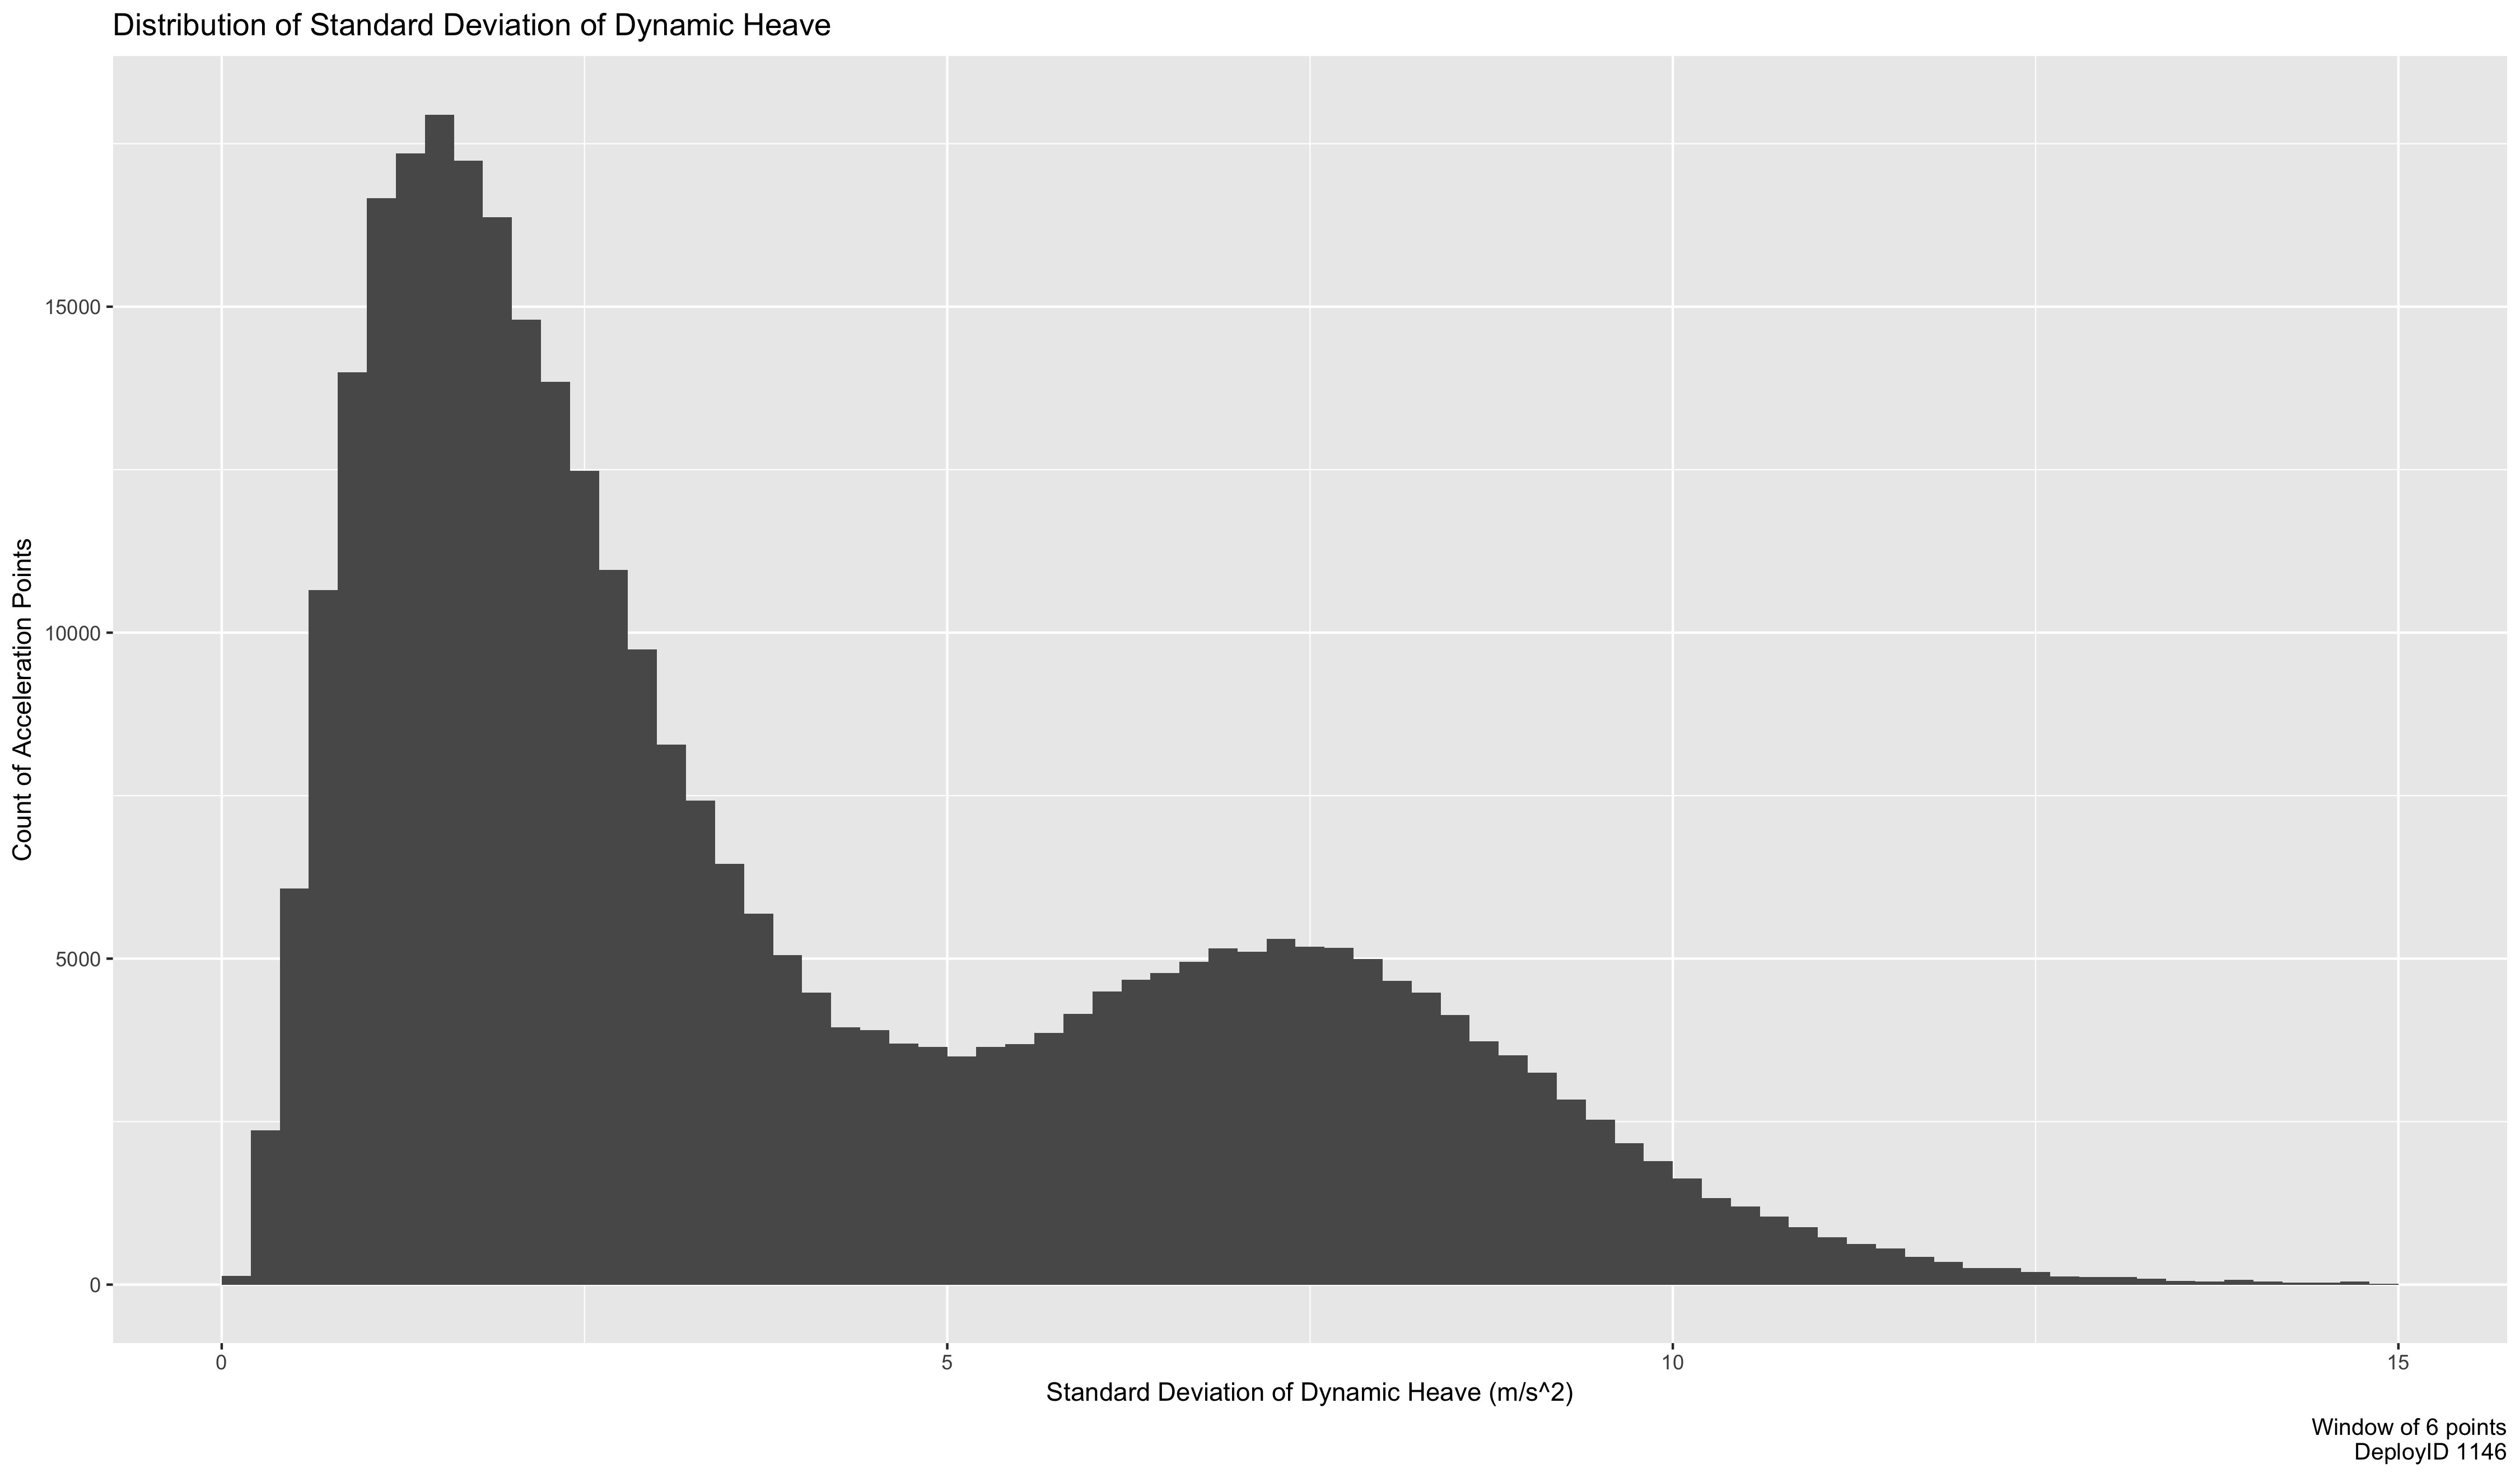 Distribution of Standard Deviation of Dynamic Heave
Count of Acceleration Points
15000
10000
5000
0
0
5
10
15
Standard Deviation of Dynamic Heave (m/s^2)
Window of 6 points
DeployID 1146